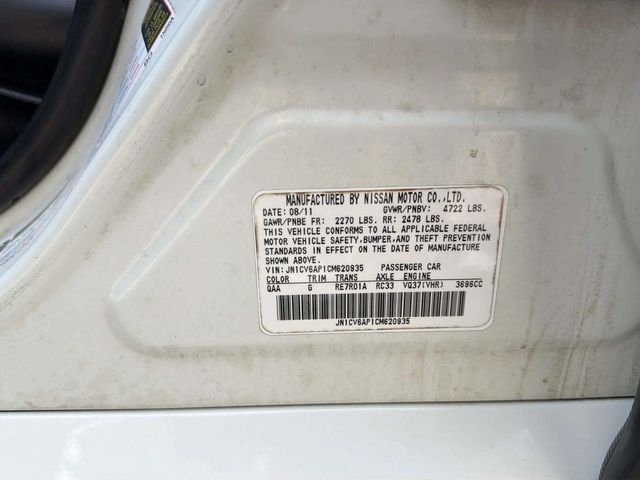 MANUFACTURED BY NISSAN MOTOR CO.,LTD.
DATE: 08/11 GVWR/PNBV: 4722 LBS.
GAWR/PNBE FR: 2270 LBS. RR: 2478 LBS.
THIS VEHICLE CONFORMS TO ALL APPLICABLE FEDERAL
MOTOR VEHICLE SAFETY,BUMPER,AND THEFT PREVENTION
STANDARDS IN EFFECT ON THE DATE OF MANUFACTURE
SHOWN ABOVE.
VIN: JN1CV6AP1CM620935 PASSENGER CAR
COLOR TRIM TRANS AXLE ENGINE
QAA G RE7R01A RC33 VQ37(VHR) 3696CC
JN1CV6AP1CM620935